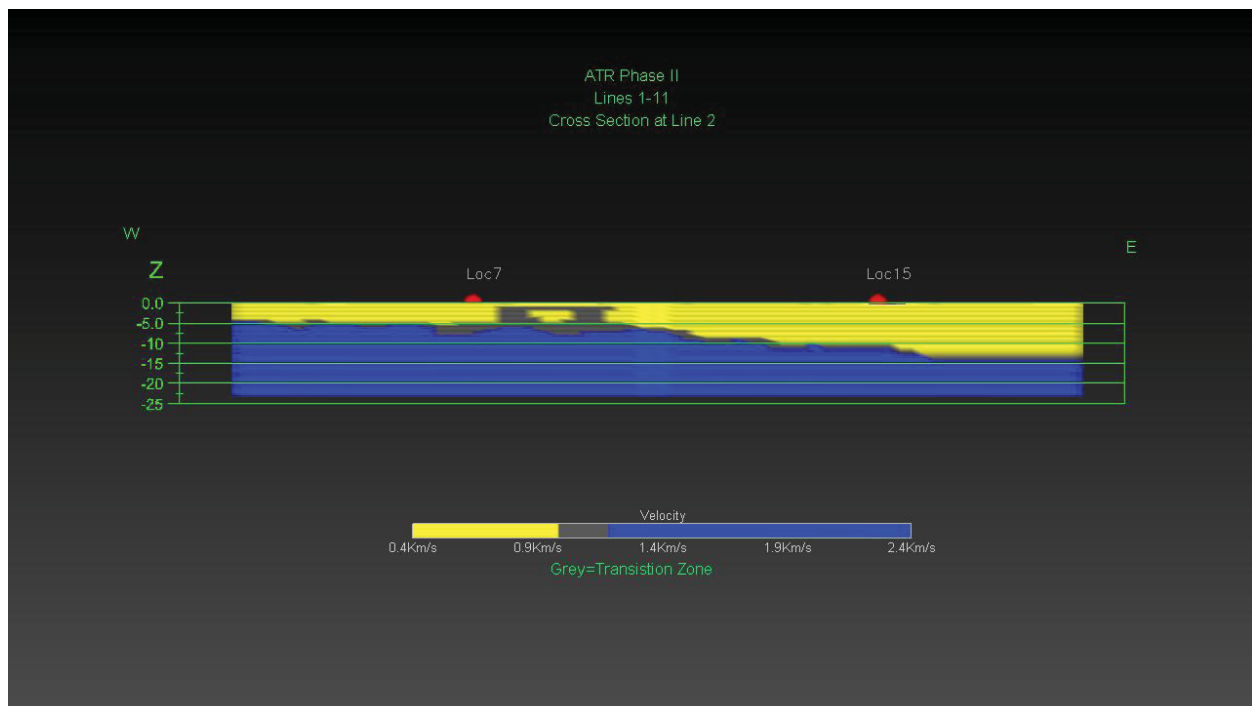 ATR Phase II
Lines 1-11
Cross Section at Line 2
W
E
Z
Loc7
Loc15
0.0
-5.0
-10
-15
-20
-25
Velocity
0.4Km/s 0.9Km/s 1.4Km/s 1.9Km/s 2.4Km/s
Grey=Transistion Zone